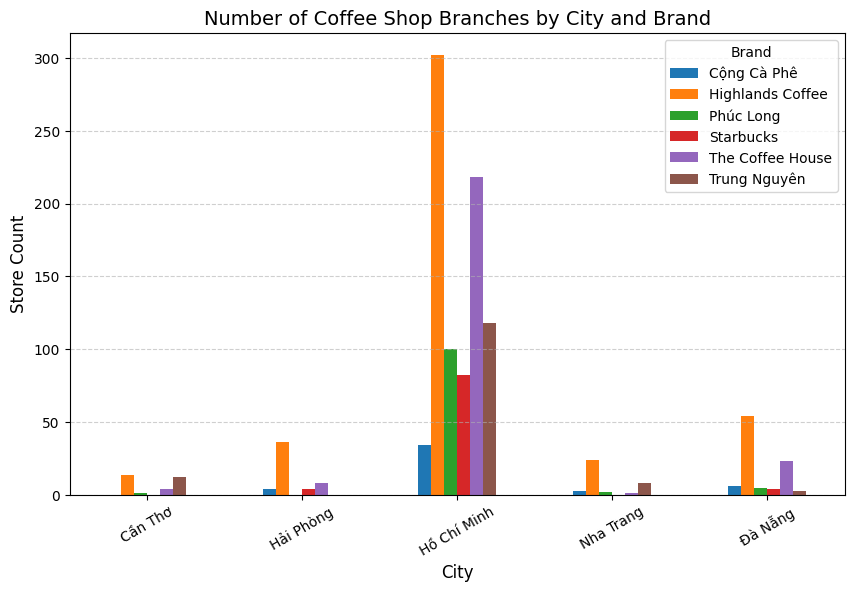 Number of Coffee Shop Branches by City and Brand
Brand
Cộng Cà Phê
Highlands Coffee
Phúc Long
Starbucks
The Coffee House
Trung Nguyên
Store Count
300
250
200
150
100
50
0
Cần Thơ
Hải Phòng
Hồ Chí Minh
Nha Trang
Đà Nẵng
City